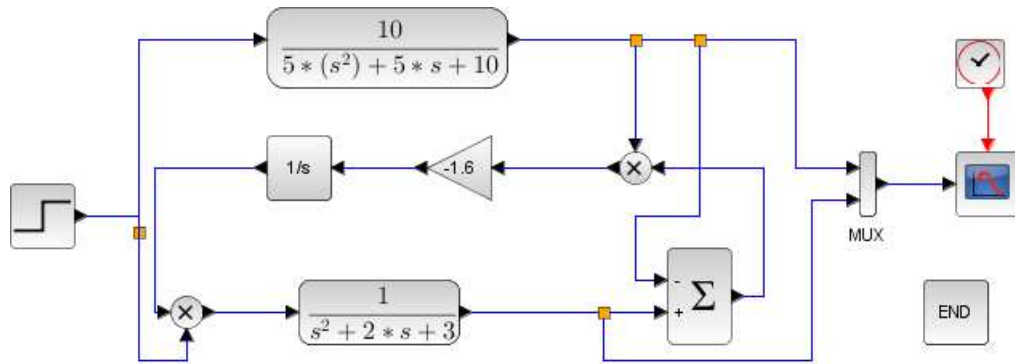 10
5 * (s²) + 5 * s + 10
1/s
-1.6
×
MUX
-
+
Σ
×
1
s² + 2 * s + 3
END